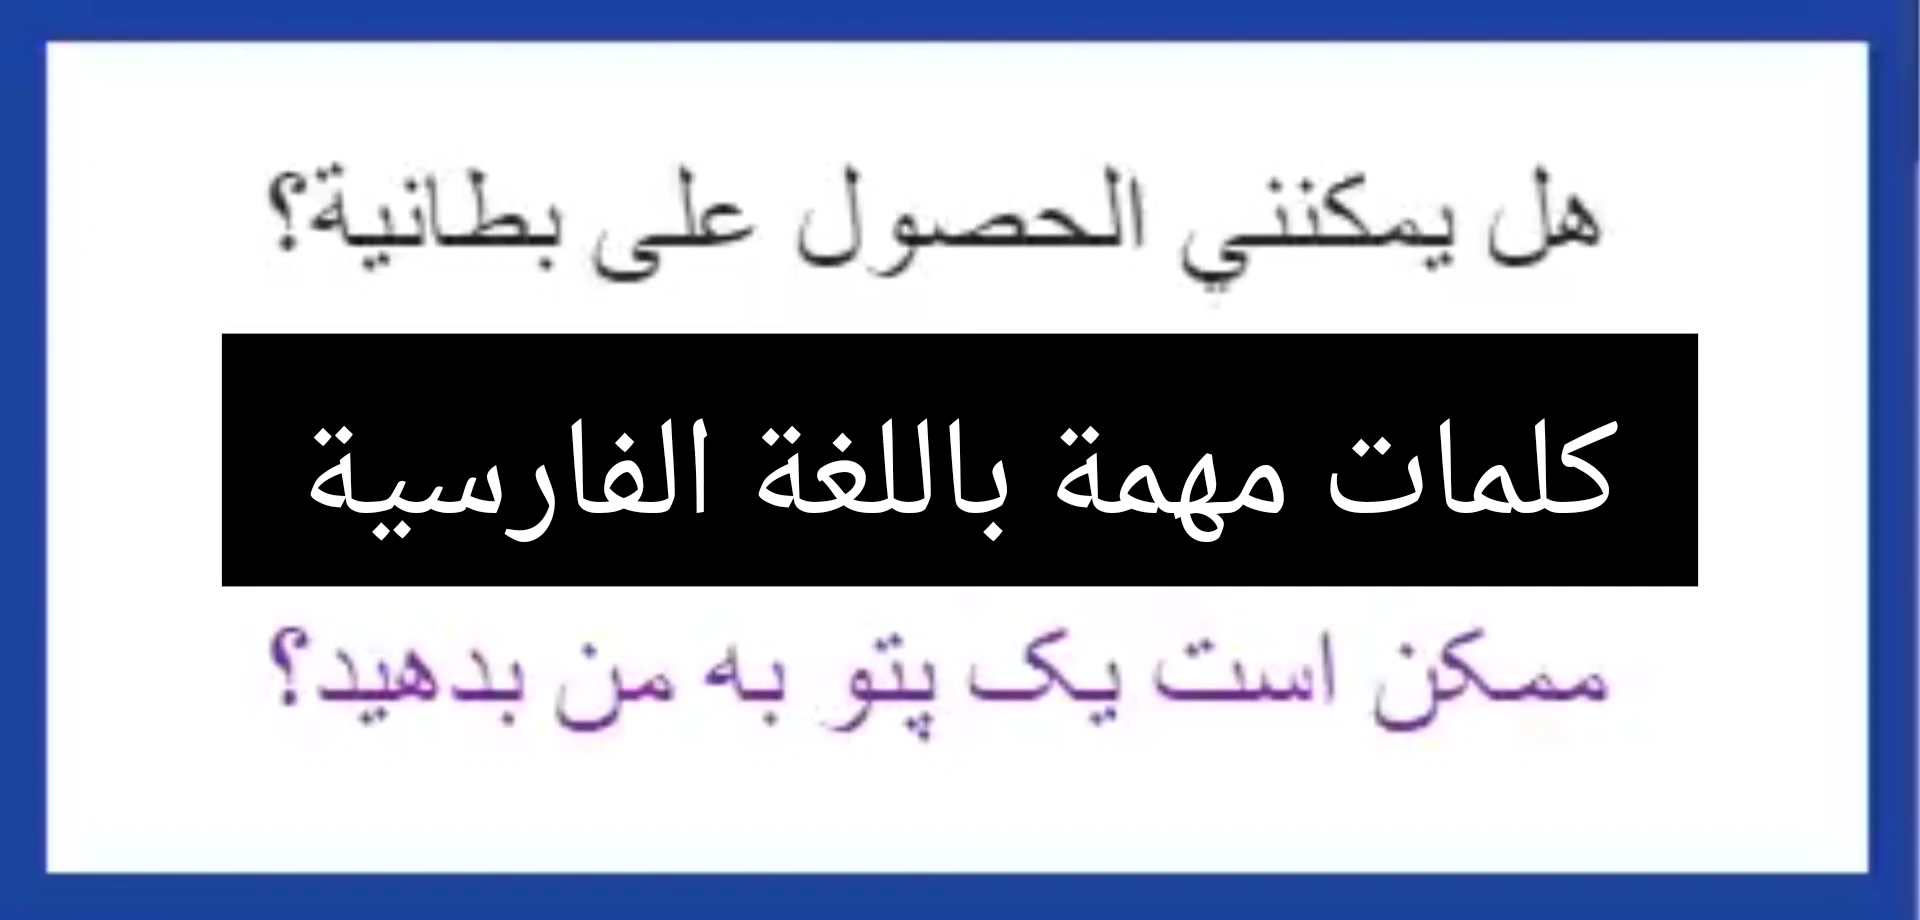 هل يمكنني الحصول على بطانية؟
كلمات مهمة باللغة الفارسية
ممکن است یک پتو به من بدهید؟